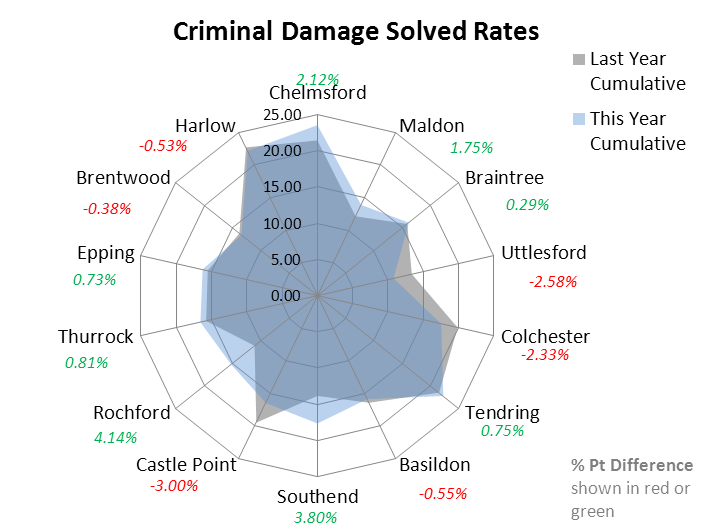 Criminal Damage Solved Rates
Last Year
Cumulative
This Year
Cumulative
2.12%
Chelmsford
25.00
20.00
15.00
10.00
5.00
0.00
Maldon
1.75%
Braintree
0.29%
Uttlesford
-2.58%
Colchester
-2.33%
Tendring
0.75%
Basildon
-0.55%
Southend
3.80%
Castle Point
-3.00%
Rochford
4.14%
Thurrock
0.81%
Epping
0.73%
Brentwood
-0.38%
Harlow
-0.53%
% Pt Difference
shown in red or
green